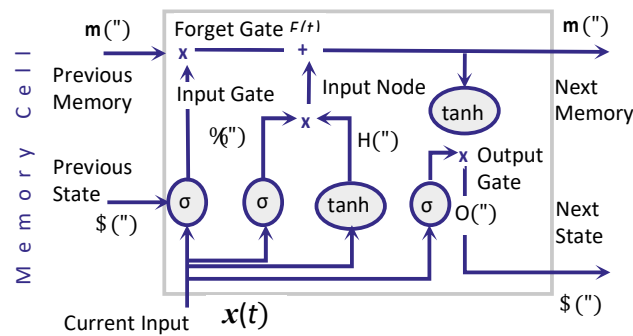 m(")
Forget Gate F(t)
m(")
x
+
Previous
Memory
Input Gate
Input Node
Next
Memory
tanh
%(")
x
H(")
Memory Cell
Previous
State
x
Output
Gate
σ
σ
tanh
σ
O(")
$(")
Next
State
$(")
Current Input
x(t)